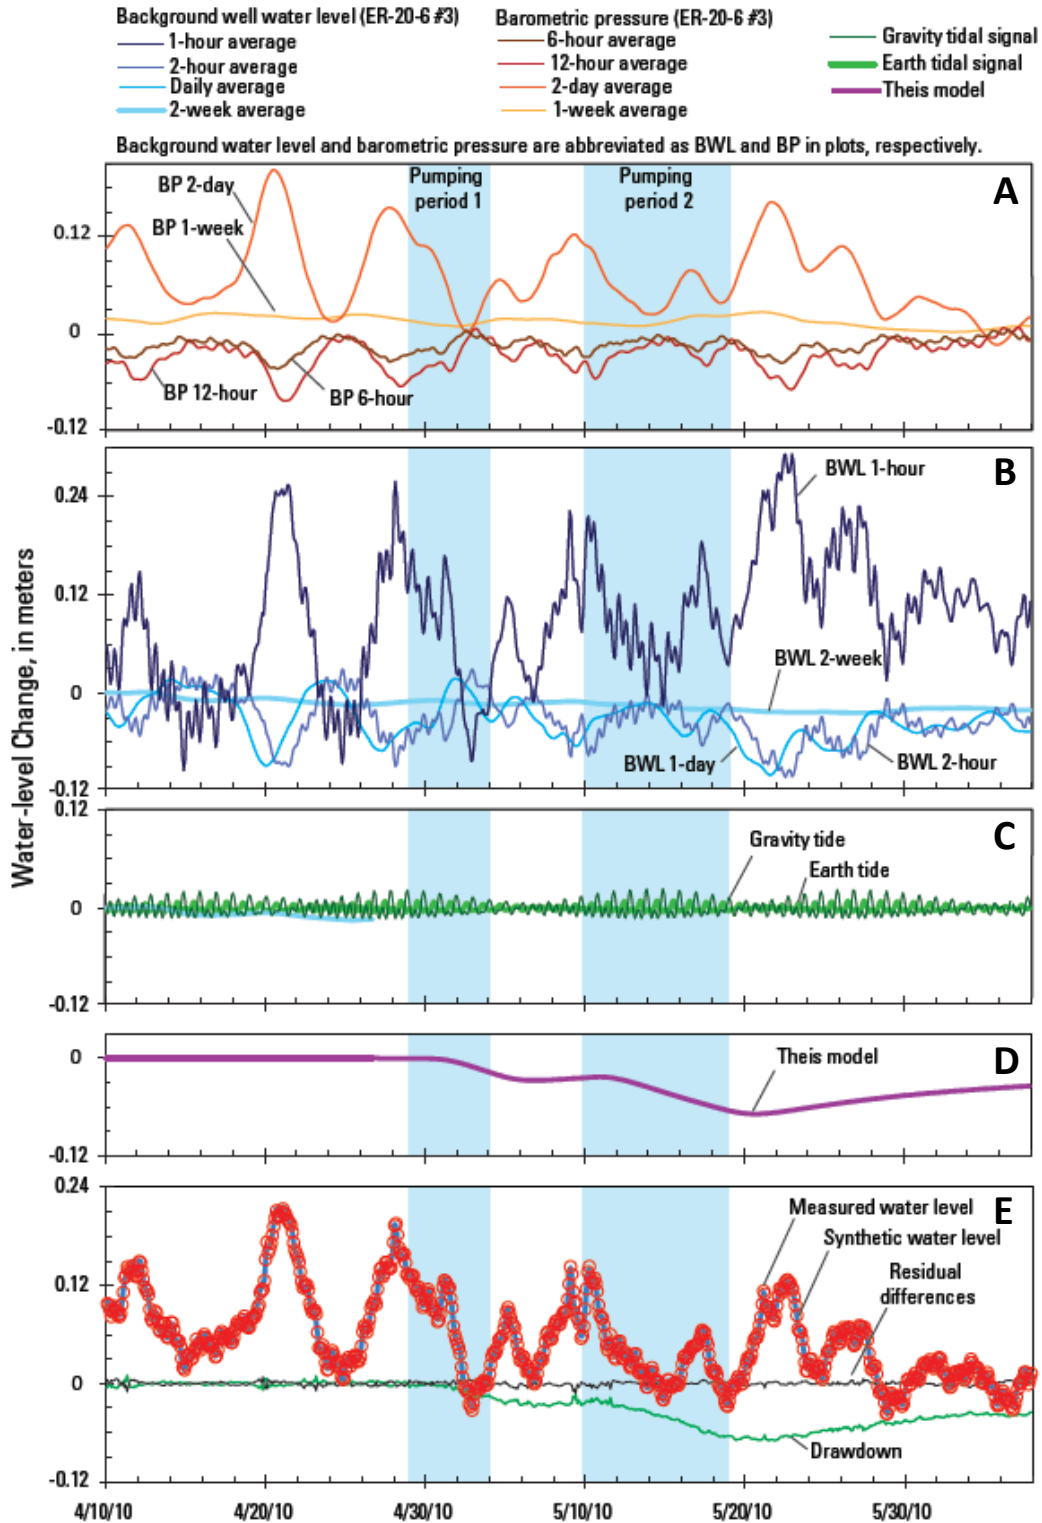 Background well water level (ER-20-6 #3)
1-hour average
2-hour average
Daily average
2-week average
Barometric pressure (ER-20-6 #3)
6-hour average
12-hour average
2-day average
1-week average
Gravity tidal signal
Earth tidal signal
Theis model
Background water level and barometric pressure are abbreviated as BWL and BP in plots, respectively.
Water-level Change, in meters
A
Pumping
period 1
Pumping
period 2
BP 2-day
BP 1-week
BP 12-hour
BP 6-hour
0.12
0
-0.12
B
BWL 1-hour
BWL 2-week
BWL 1-day
BWL 2-hour
0.24
0.12
0
-0.12
C
Gravity tide
Earth tide
0.12
0
-0.12
D
Theis model
0
-0.12
E
Measured water level
Synthetic water level
Residual
differences
Drawdown
0.24
0.12
0
-0.12
4/10/10
4/20/10
4/30/10
5/10/10
5/20/10
5/30/10